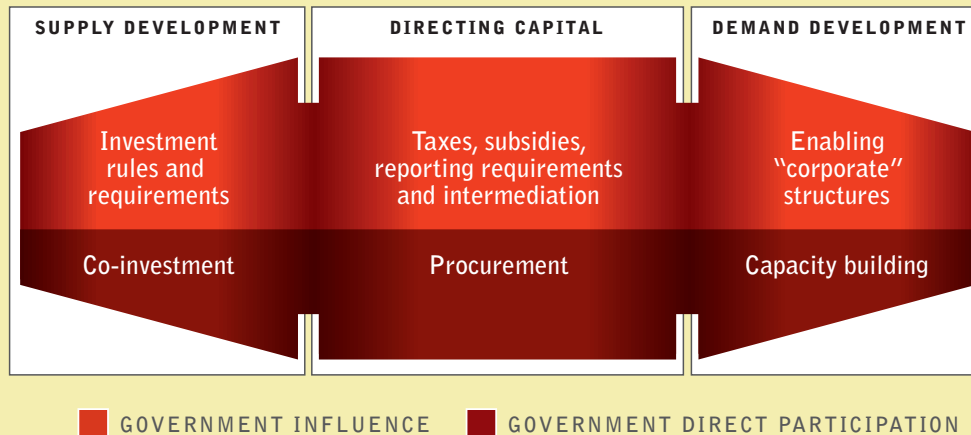 SUPPLY DEVELOPMENT
DIRECTING CAPITAL
DEMAND DEVELOPMENT
Investment
rules and
requirements
Taxes, subsidies,
reporting requirements
and intermediation
Enabling
"corporate"
structures
Co-investment
Procurement
Capacity building
GOVERNMENT INFLUENCE
GOVERNMENT DIRECT PARTICIPATION